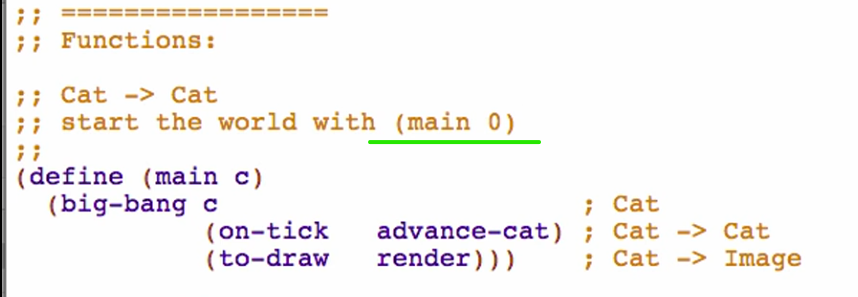 ;; =================
;; Functions:
;; Cat -> Cat
;; start the world with (main 0)
;;
(define (main c)
  (big-bang c                       ; Cat
            (on-tick   advance-cat) ; Cat -> Cat
            (to-draw   render)))    ; Cat -> Image